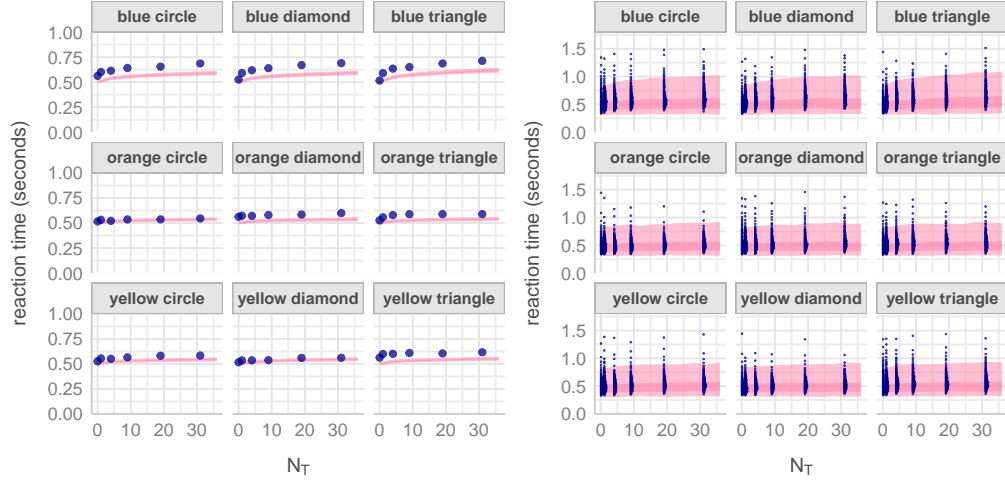 blue circle blue diamond blue triangle
1.00
0.75
0.50
0.25
0.00
orange circle orange diamond orange triangle
1.00
0.75
0.50
0.25
0.00
yellow circle yellow diamond yellow triangle
1.00
0.75
0.50
0.25
0.00
0 10 20 30 0 10 20 30 0 10 20 30
N_T
reaction time (seconds)
blue circle blue diamond blue triangle
1.5
1.0
0.5
0.0
orange circle orange diamond orange triangle
1.5
1.0
0.5
0.0
yellow circle yellow diamond yellow triangle
1.5
1.0
0.5
0.0
0 10 20 30 0 10 20 30 0 10 20 30
N_T
reaction time (seconds)